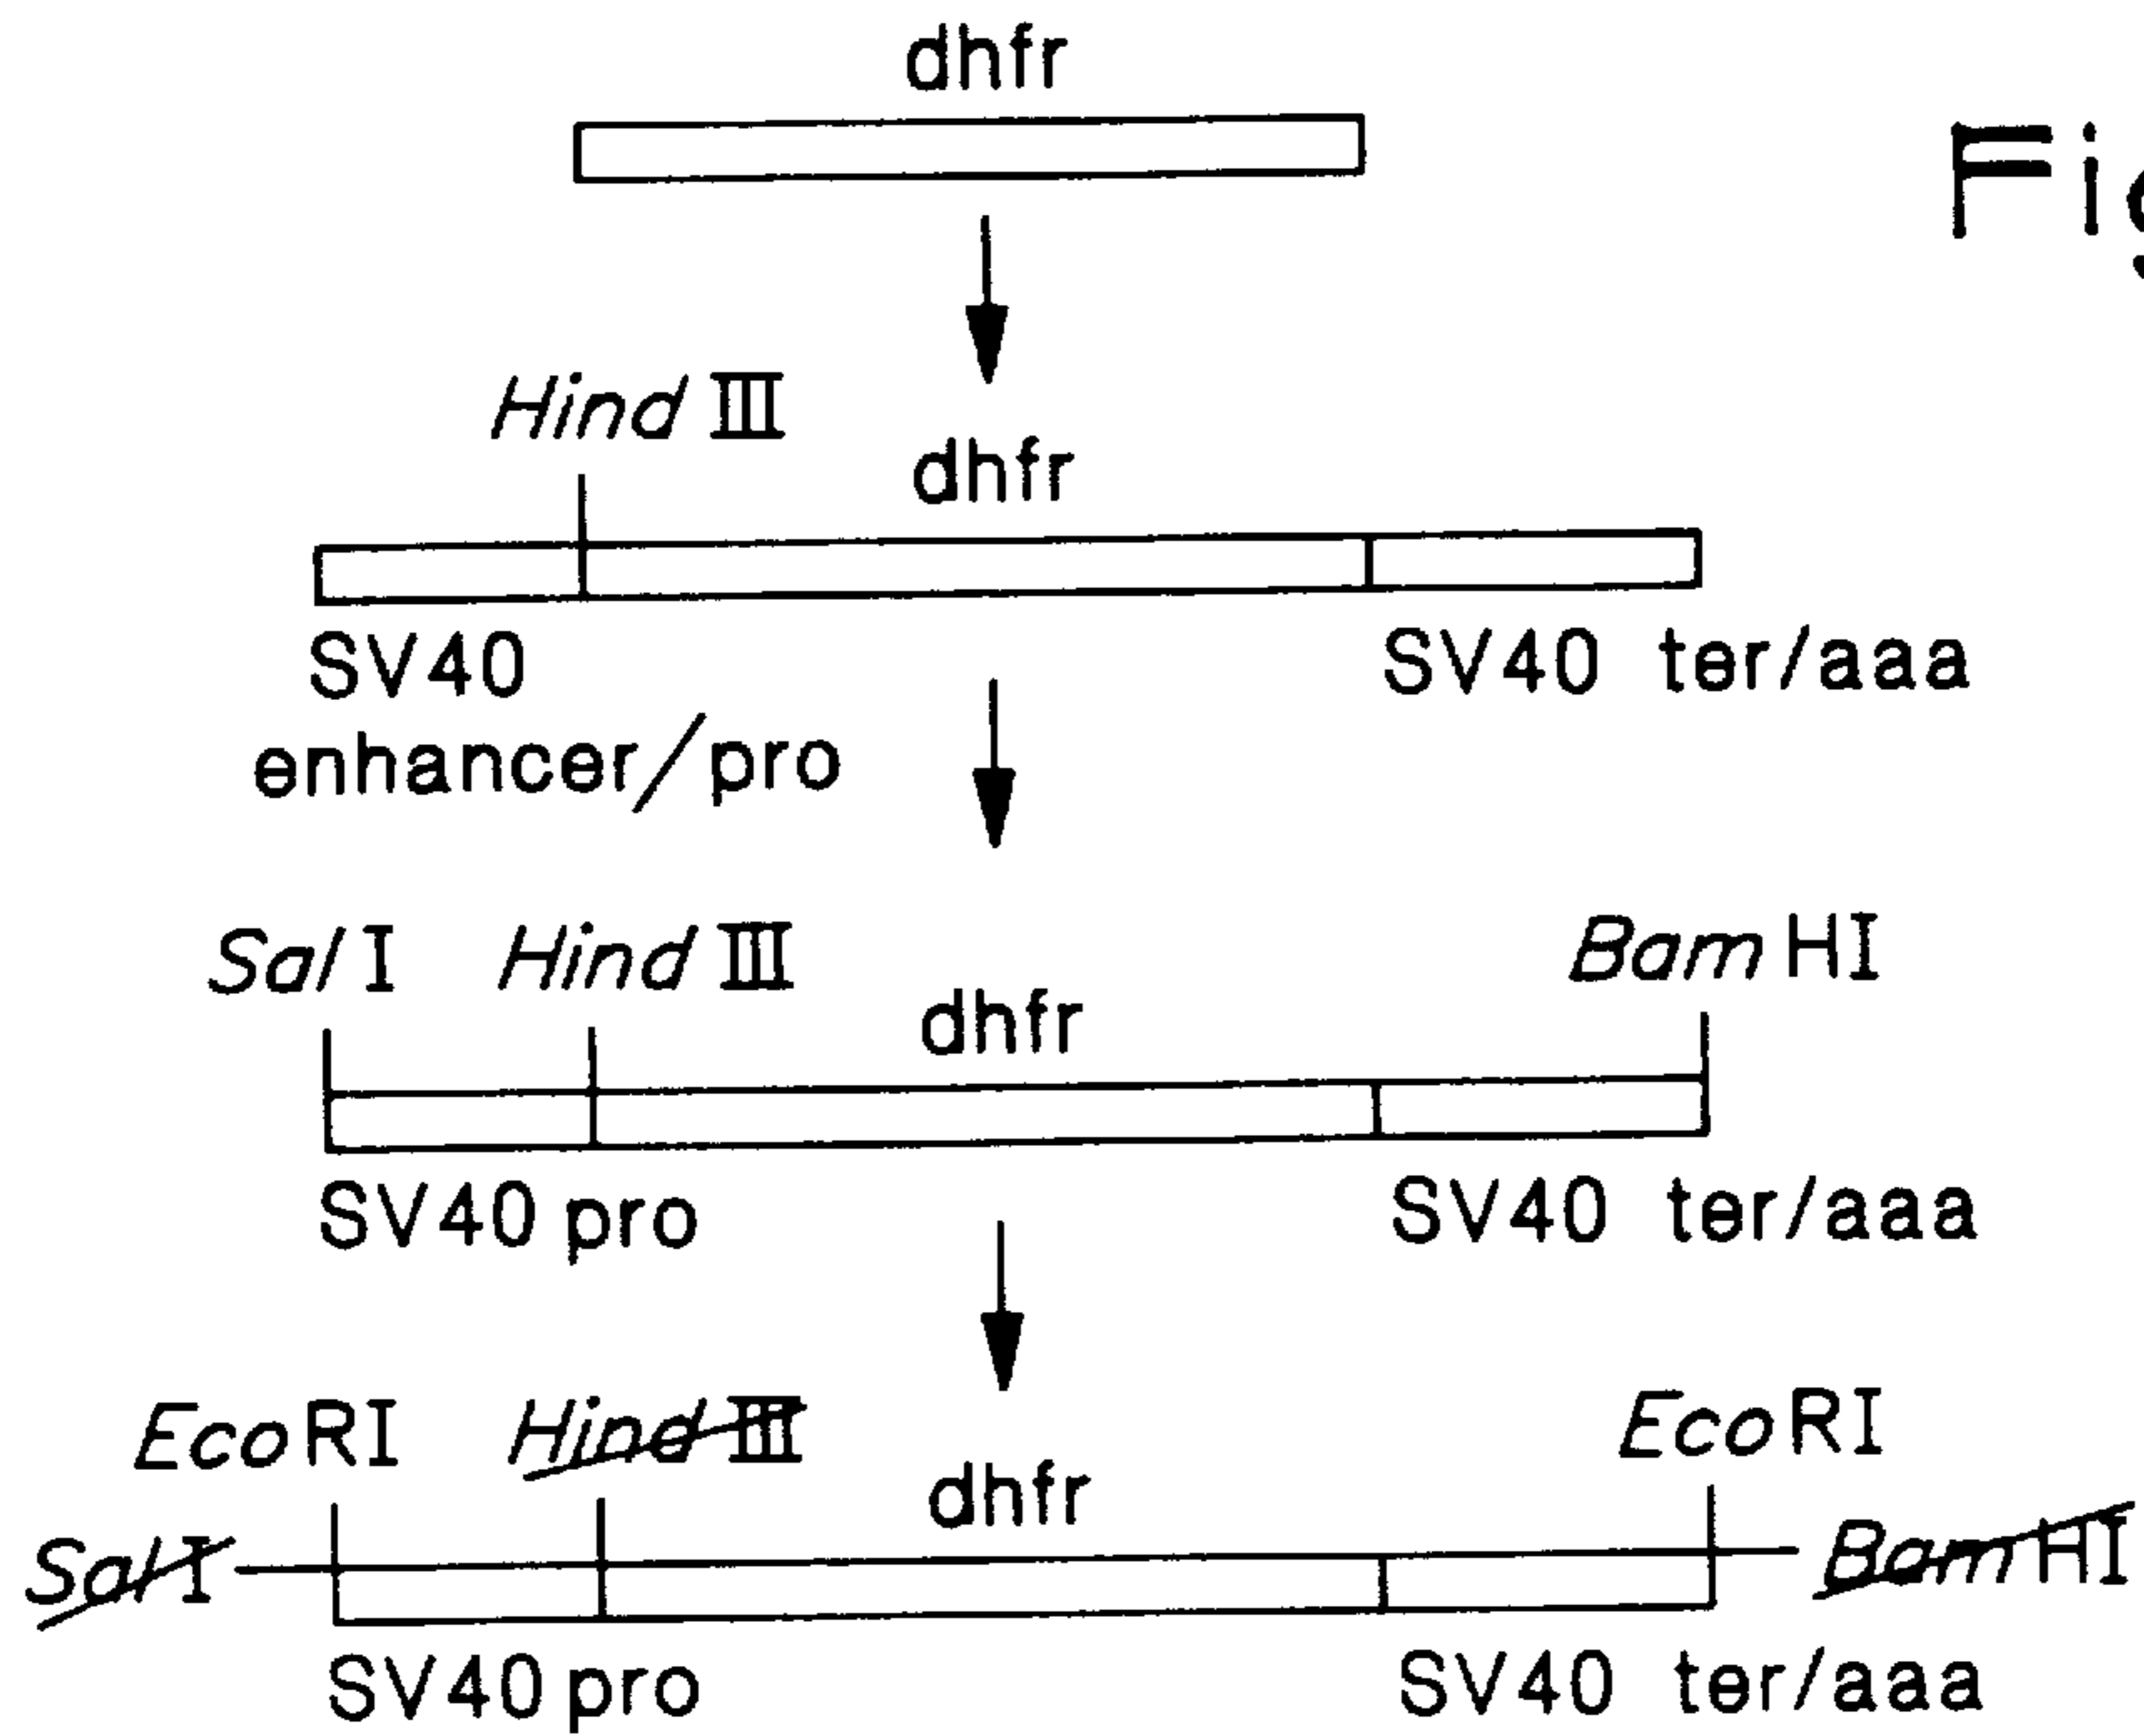 dhfr
Fig
Hind III
dhfr
SV40
enhancer/pro
SV40 ter/aaa
Sal I
Hind III
Bam HI
dhfr
SV40 pro
SV40 ter/aaa
EcoRI
Hind III
EcoRI
dhfr
Sal I
Bam HI
SV40 pro
SV40 ter/aaa